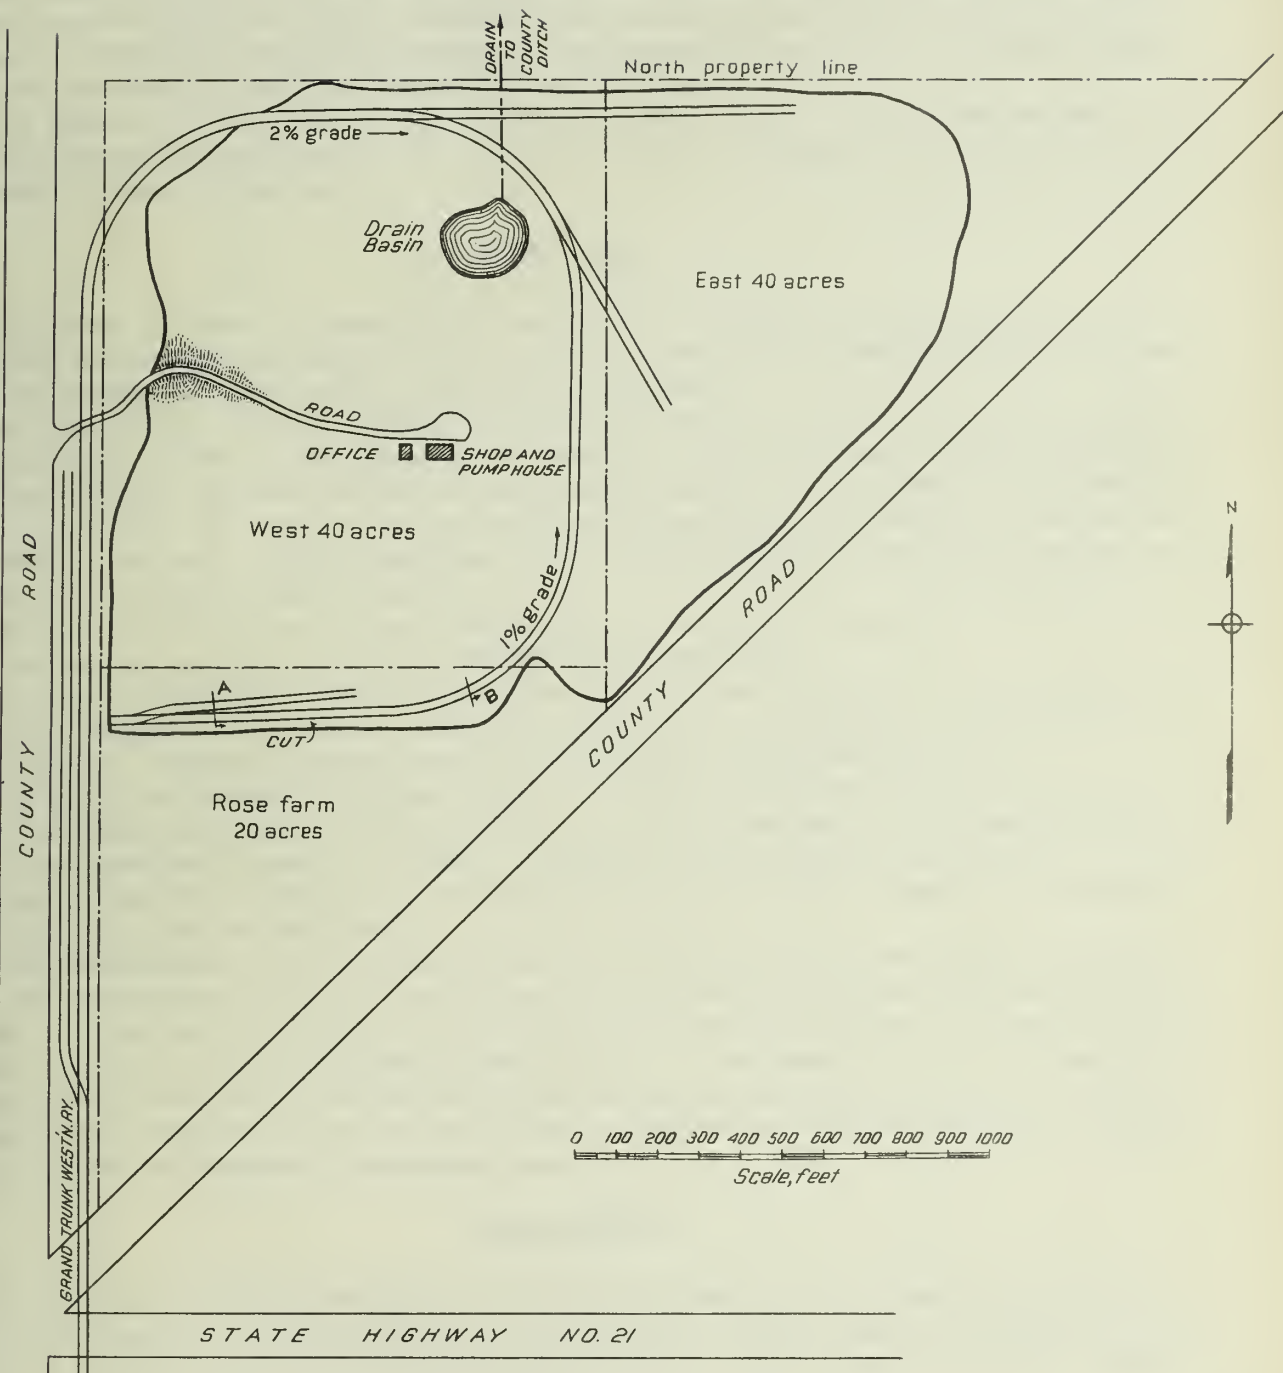 DRAIN
TO
COUNTY
DITCH
North property line
2% grade
Drain
Basin
East 40 acres
ROAD
OFFICE
SHOP AND
PUMPHOUSE
West 40 acres
N
COUNTY ROAD
1% grade
COUNTY ROAD
A
B
CUT
Rose farm
20 acres
GRAND TRUNK WEST'N. RY.
0 100 200 300 400 500 600 700 800 900 1000
Scale, feet
STATE HIGHWAY NO. 21